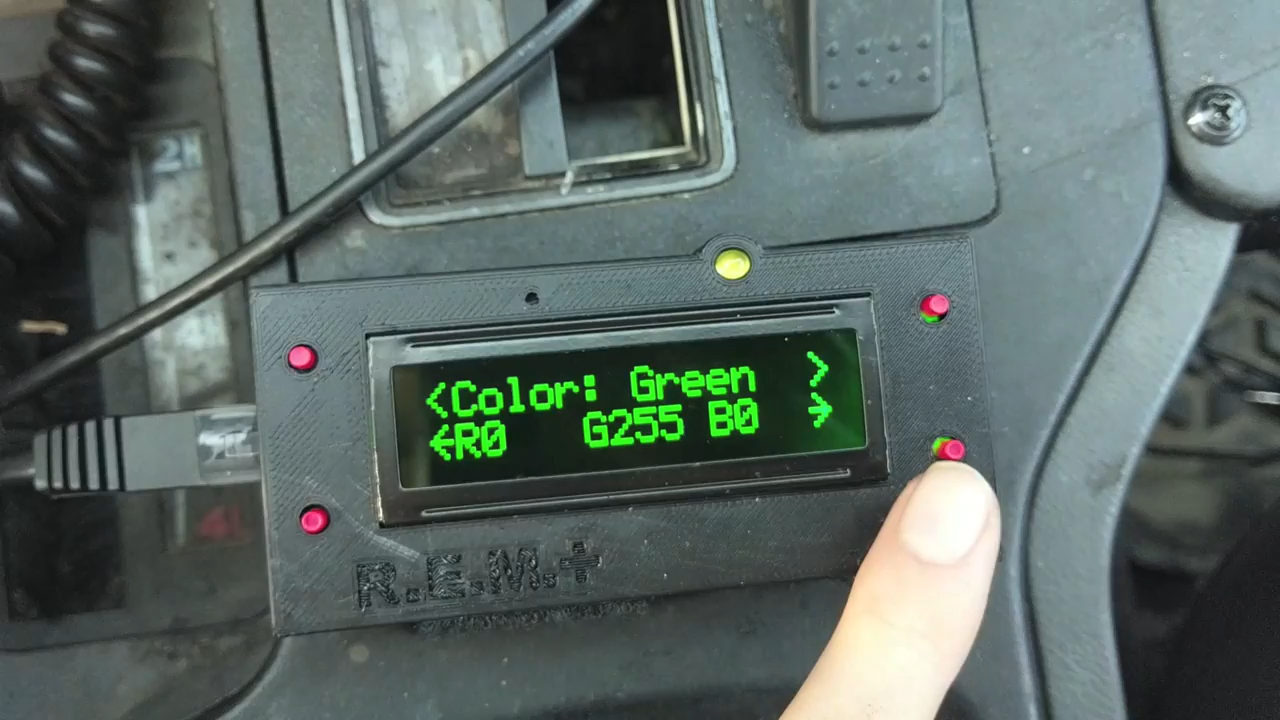 <Color: Green >
←R0 G255 B0 →
R.E.M.+